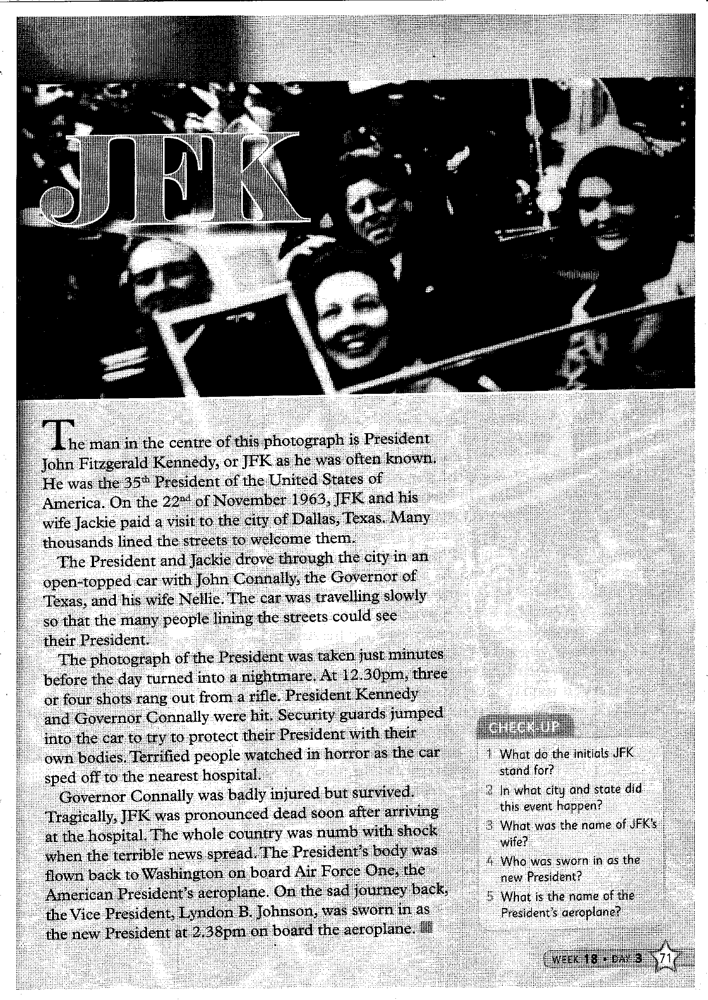 JFK
The man in the centre of this photograph is President
John Fitzgerald Kennedy, or JFK as he was often known.
He was the 35th President of the United States of
America. On the 22nd of November 1963, JFK and his
wife Jackie paid a visit to the city of Dallas, Texas. Many
thousands lined the streets to welcome them.
The President and Jackie drove through the city in an
open-topped car with John Connally, the Governor of
Texas, and his wife Nellie. The car was travelling slowly
so that the many people lining the streets could see
their President.
The photograph of the President was taken just minutes
before the day turned into a nightmare. At 12.30pm, three
or four shots rang out from a rifle. President Kennedy
and Governor Connally were hit. Security guards jumped
into the car to try to protect their President with their
own bodies. Terrified people watched in horror as the car
sped off to the nearest hospital.
Governor Connally was badly injured but survived.
Tragically, JFK was pronounced dead soon after arriving
at the hospital. The whole country was numb with shock
when the terrible news spread. The President's body was
flown back to Washington on board Air Force One, the
American President's aeroplane. On the sad journey back,
the Vice President, Lyndon B. Johnson, was sworn in as
the new President at 2.38pm on board the aeroplane.
CHECK-UP
1 What do the initials JFK
stand for?
2 In what city and state did
this event happen?
3 What was the name of JFK's
wife?
4 Who was sworn in as the
new President?
5 What is the name of the
President's aeroplane?
WEEK 18 • DAY 3 71